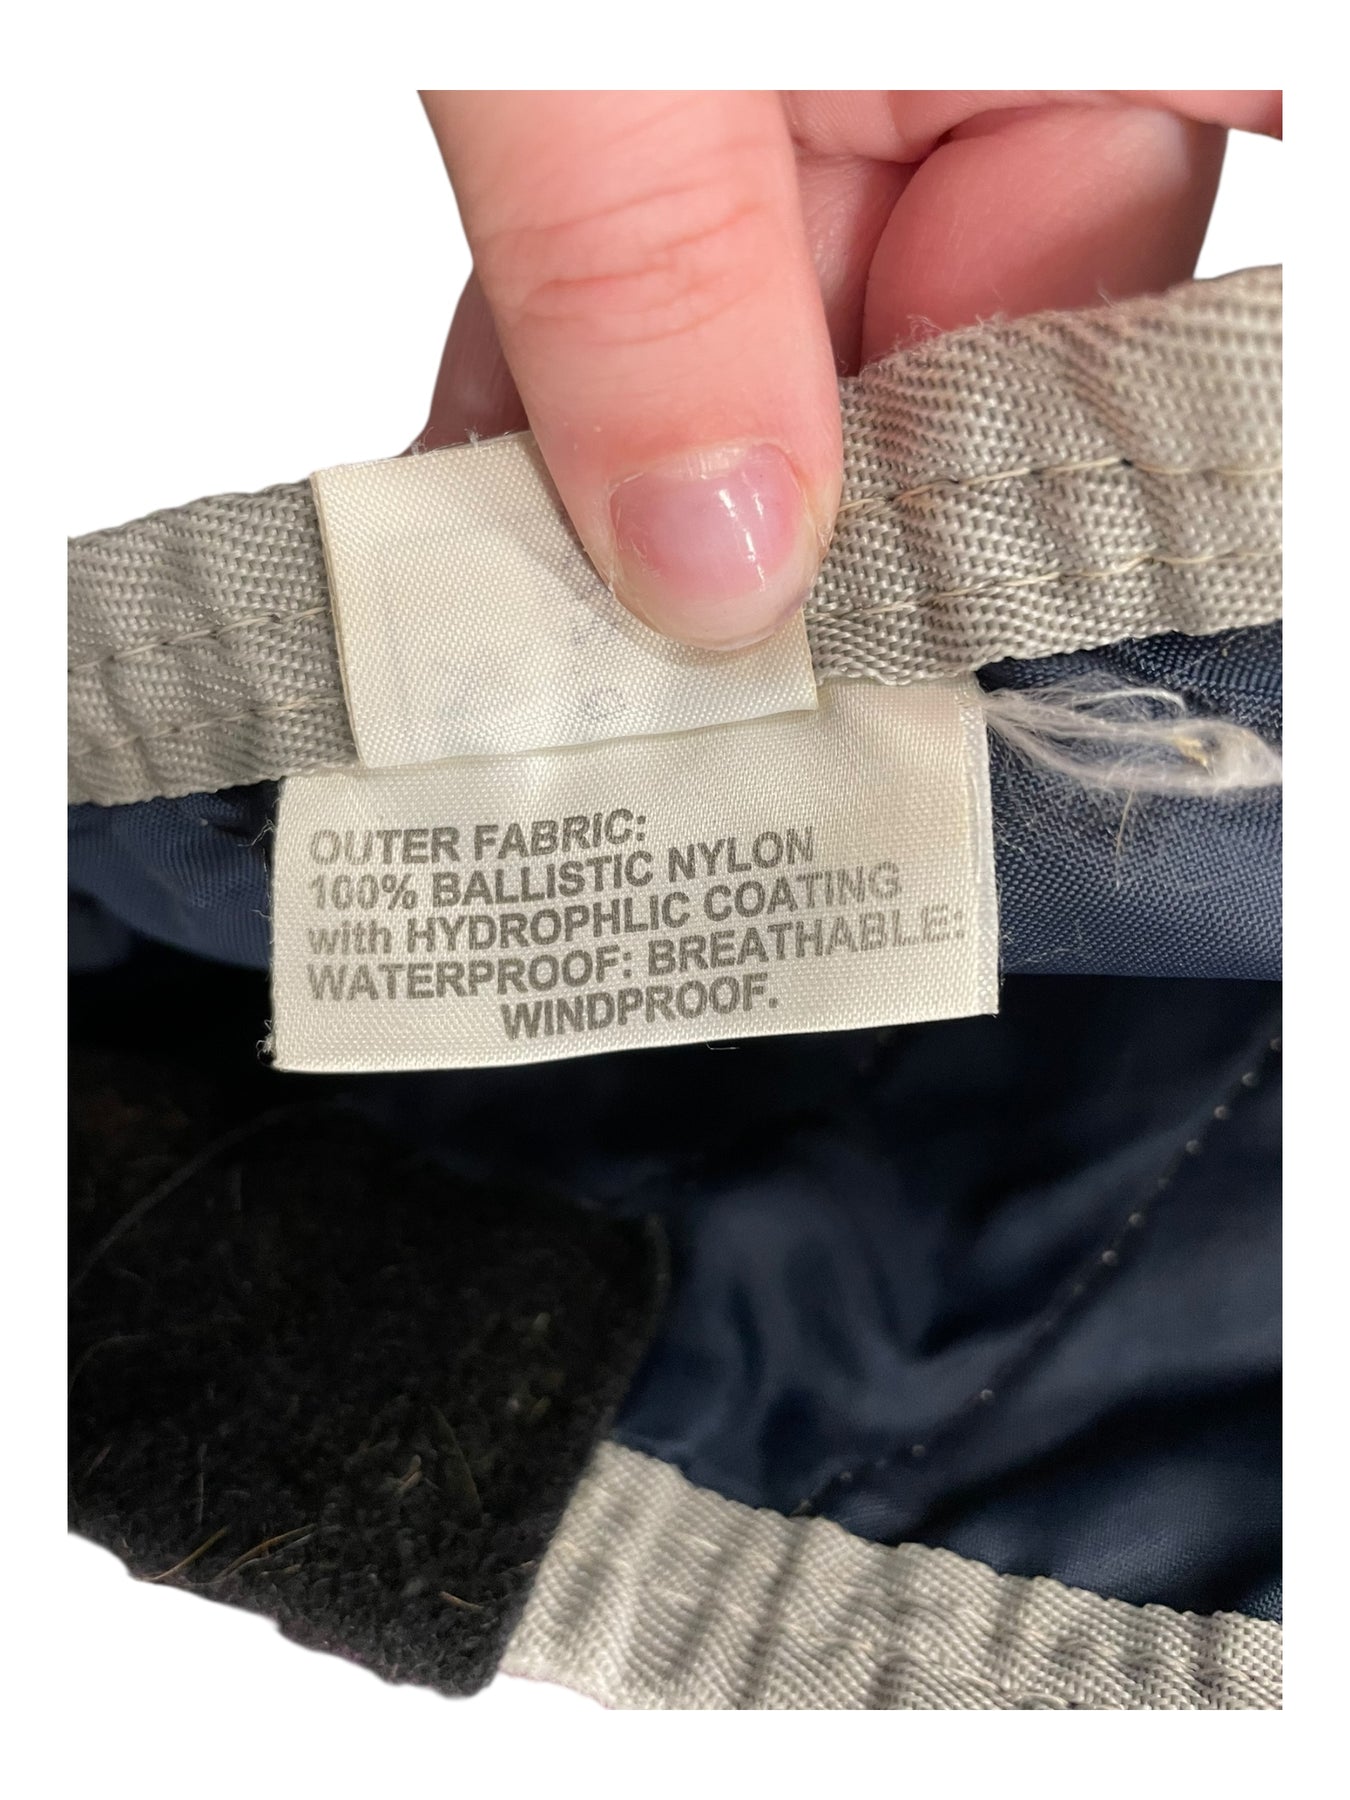 OUTER FABRIC:
100% BALLISTIC NYLON
with HYDROPHLIC COATING
WATERPROOF: BREATHABLE:
WINDPROOF.